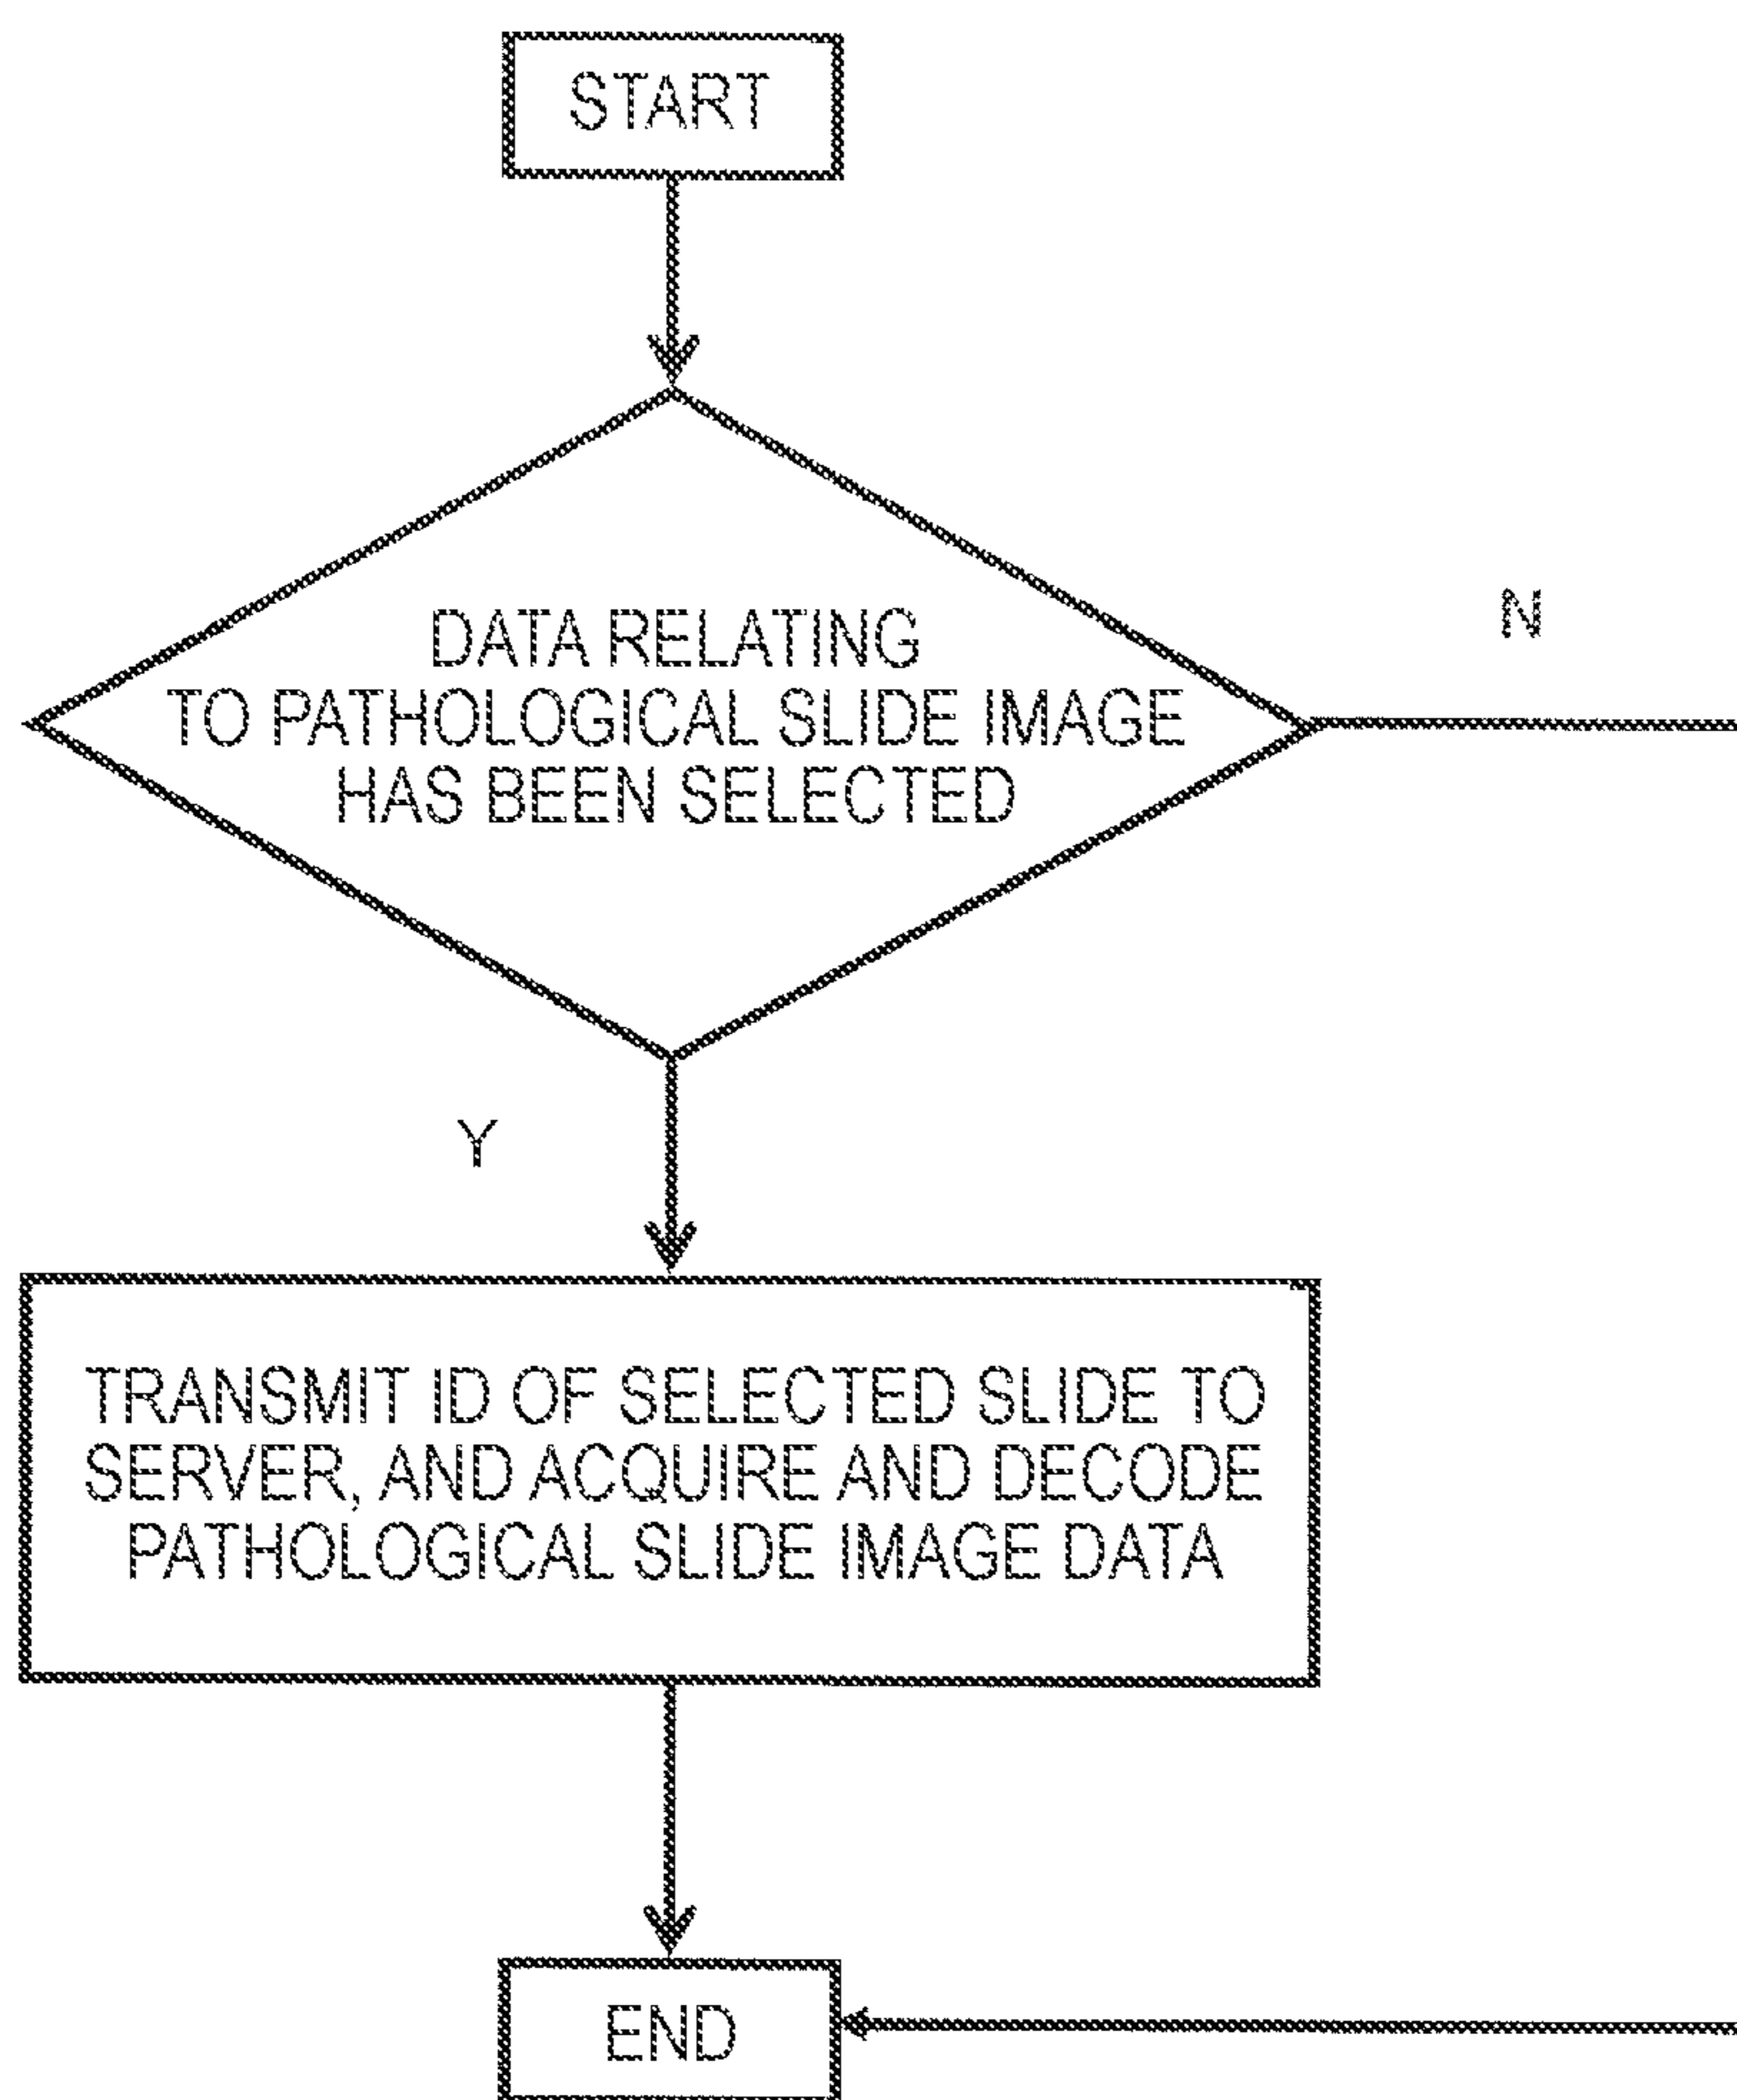 START
DATA RELATING
TO PATHOLOGICAL SLIDE IMAGE
HAS BEEN SELECTED
N
Y
TRANSMIT ID OF SELECTED SLIDE TO
SERVER, AND ACQUIRE AND DECODE
PATHOLOGICAL SLIDE IMAGE DATA
END